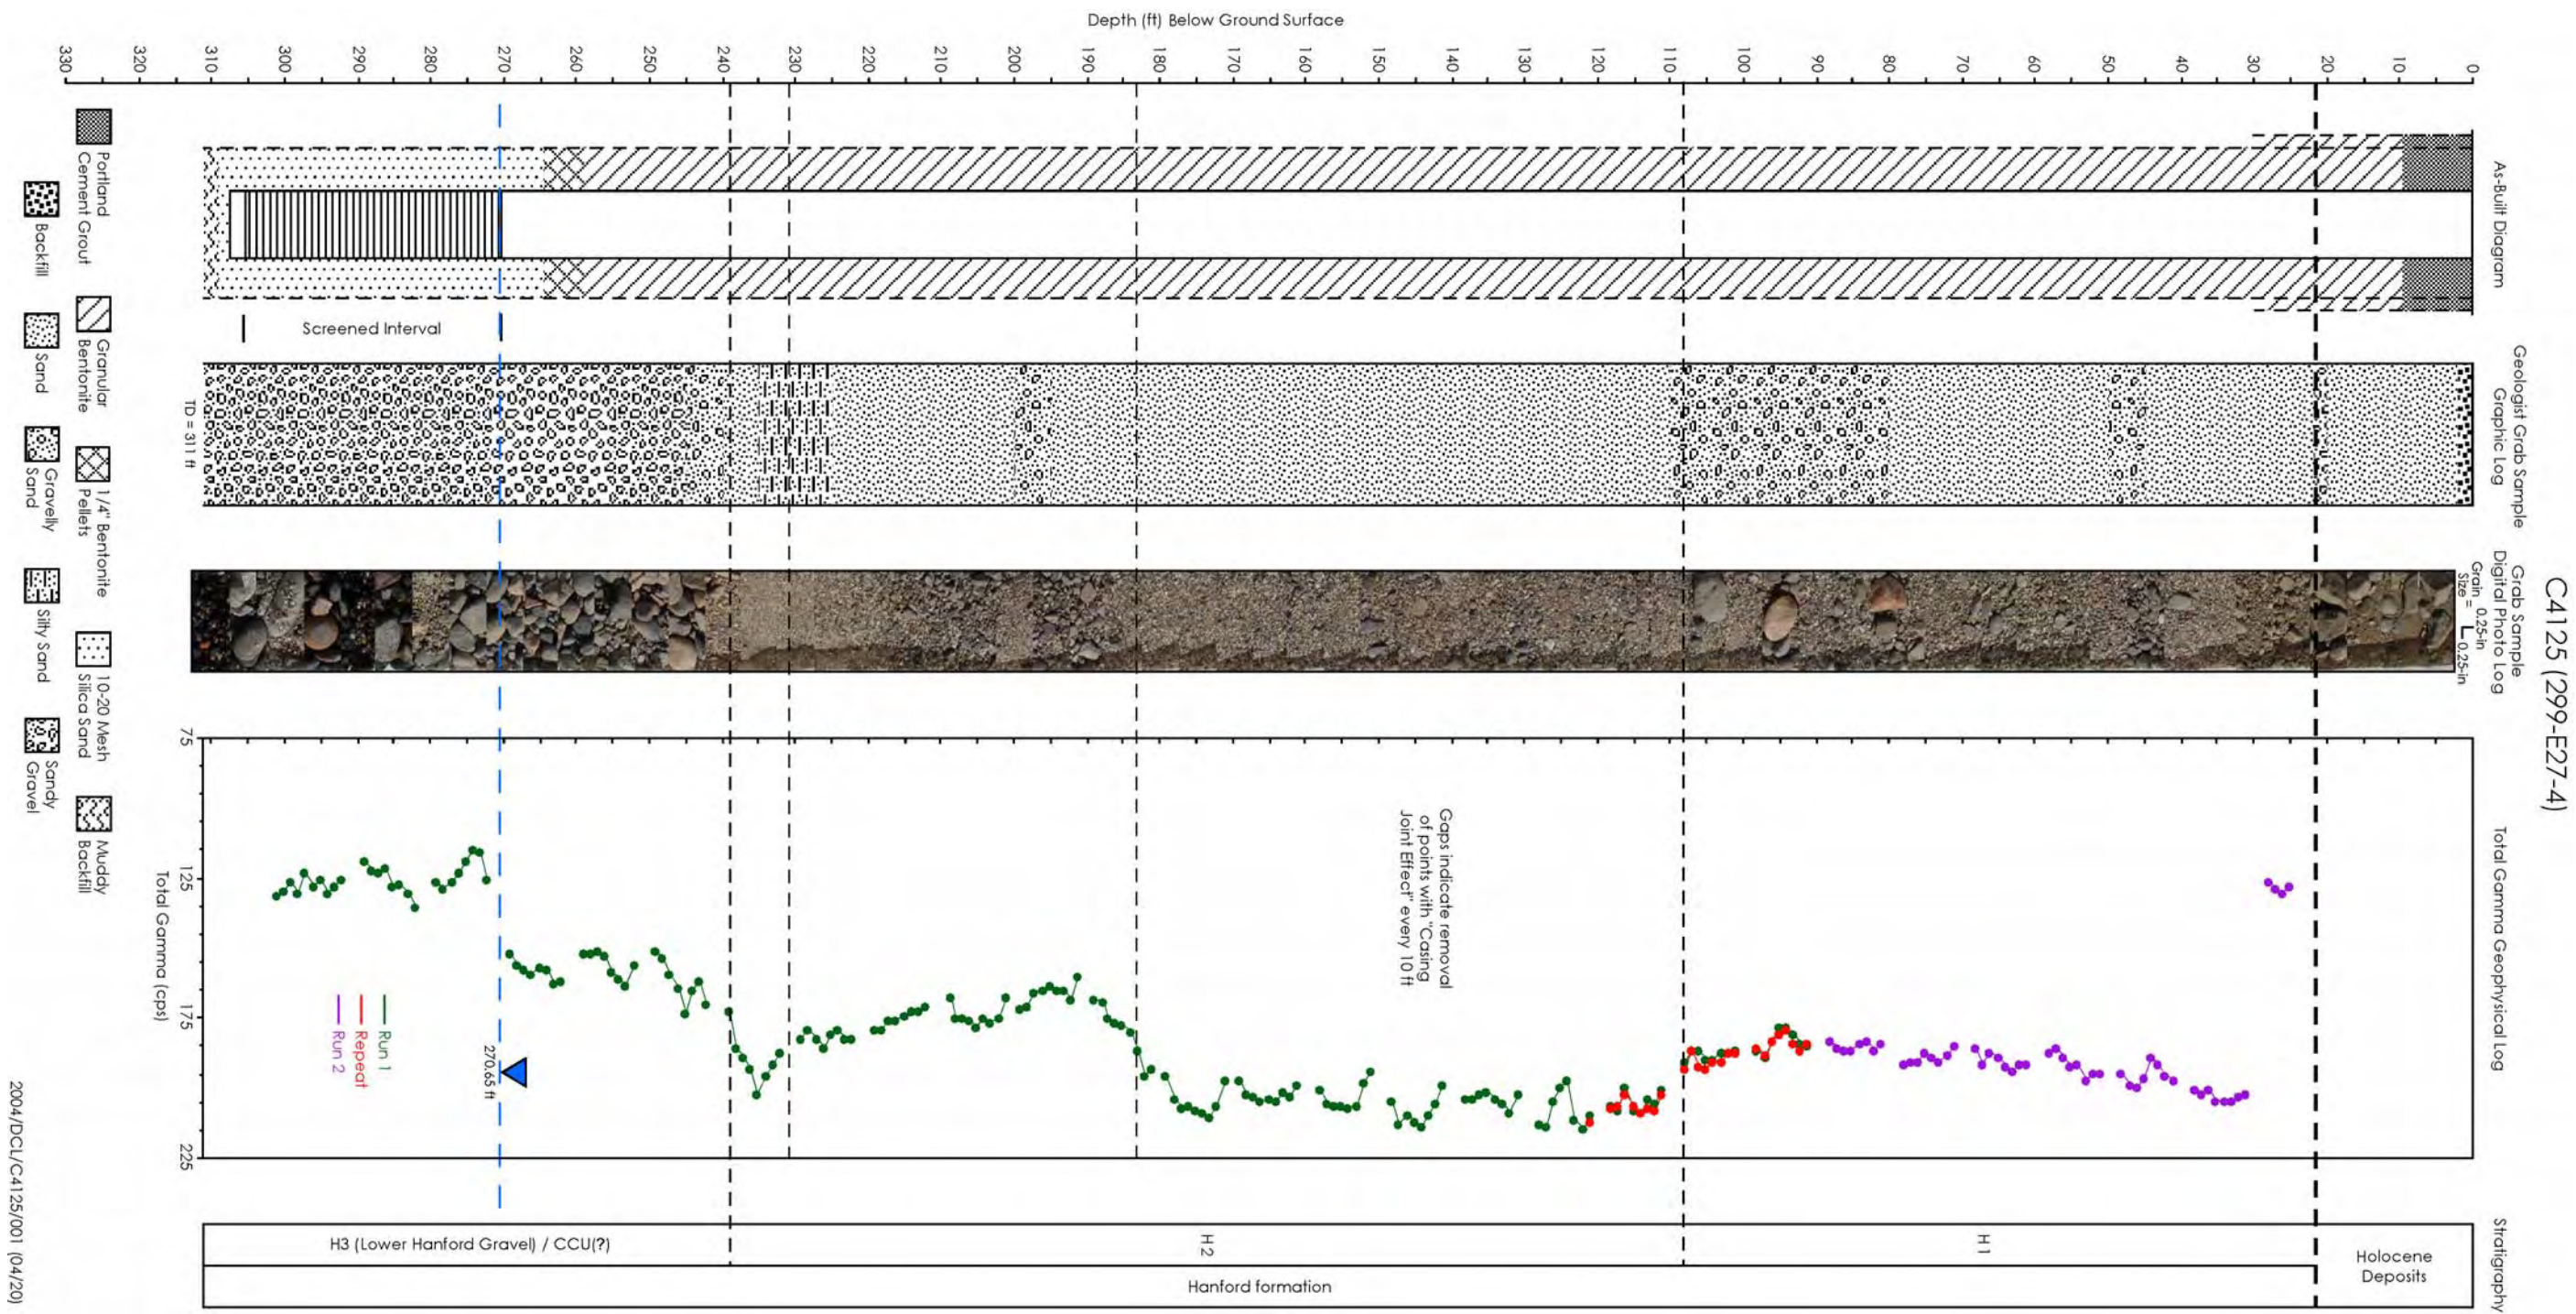 C4125 (299-E27-4)
Depth (ft) Below Ground Surface
0
10
20
30
40
50
60
70
80
90
100
110
120
130
140
150
160
170
180
190
200
210
220
230
240
250
260
270
280
290
300
310
320
330
As-Built Diagram
Screened Interval
Geologist Grab Sample
Graphic Log
TD = 311 ft
Grab Sample
Digital Photo Log
Grain
Size =
0.25-in
0.25-in
Total Gamma Geophysical Log
75
125
175
225
Total Gamma (cps)
Gaps indicate removal
of points with "Casing
Joint Effect" every 10 ft
270.65 ft
Run 1
Repeat
Run 2
Stratigraphy
Holocene
Deposits
H1
H2
H3 (Lower Hanford Gravel) / CCU(?)
Hanford formation
Portland
Cement Grout
Granular
Bentonite
1/4" Bentonite
Pellets
10-20 Mesh
Silica Sand
Muddy
Backfill
Backfill
Sand
Gravelly
Sand
Silty Sand
Sandy
Gravel
2004/DCL/C4125/001 (04/20)